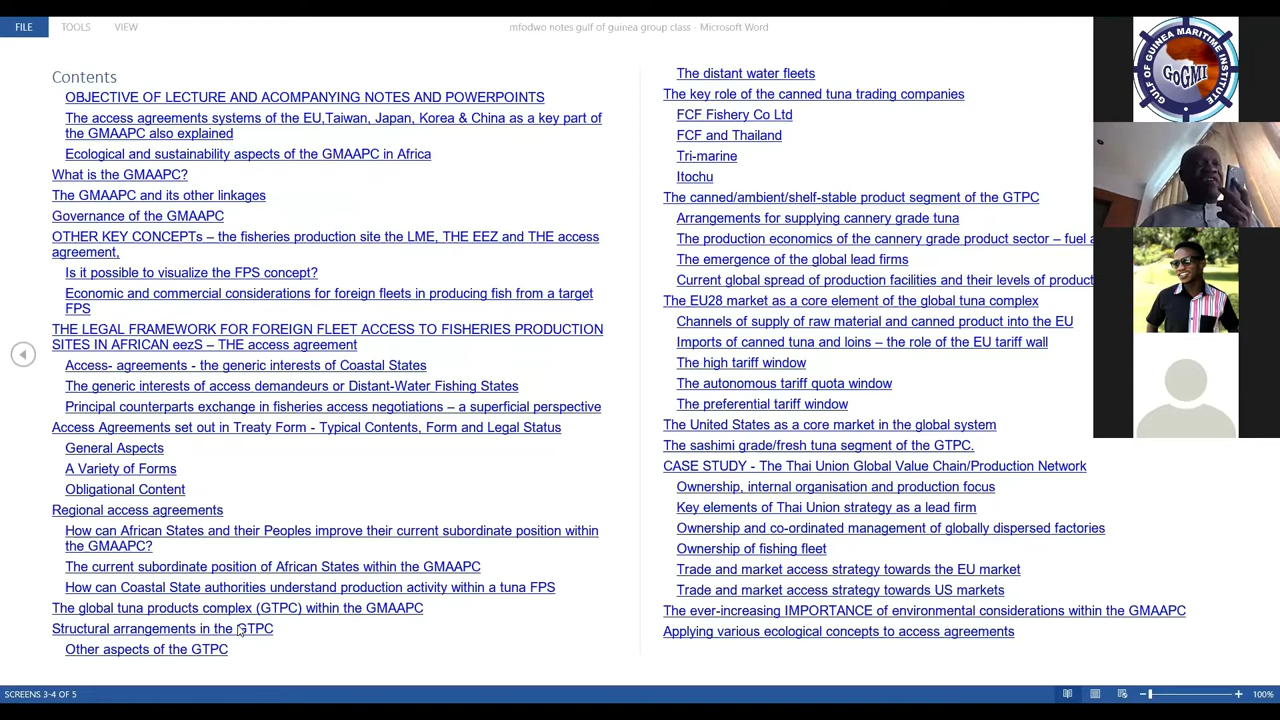 FILE TOOLS VIEW
mfodwo notes gulf of guinea group class - Microsoft Word
Contents
OBJECTIVE OF LECTURE AND ACOMPANYING NOTES AND POWERPOINTS
The access agreements systems of the EU,Taiwan, Japan, Korea & China as a key part of
the GMAAPC also explained
Ecological and sustainability aspects of the GMAAPC in Africa
What is the GMAAPC?
The GMAAPC and its other linkages
Governance of the GMAAPC
OTHER KEY CONCEPTs – the fisheries production site the LME, THE EEZ and THE access
agreement,
Is it possible to visualize the FPS concept?
Economic and commercial considerations for foreign fleets in producing fish from a target
FPS
THE LEGAL FRAMEWORK FOR FOREIGN FLEET ACCESS TO FISHERIES PRODUCTION
SITES IN AFRICAN eezS – THE access agreement
Access- agreements - the generic interests of Coastal States
The generic interests of access demandeurs or Distant-Water Fishing States
Principal counterparts exchange in fisheries access negotiations – a superficial perspective
Access Agreements set out in Treaty Form - Typical Contents, Form and Legal Status
General Aspects
A Variety of Forms
Obligational Content
Regional access agreements
How can African States and their Peoples improve their current subordinate position within
the GMAAPC?
The current subordinate position of African States within the GMAAPC
How can Coastal State authorities understand production activity within a tuna FPS
The global tuna products complex (GTPC) within the GMAAPC
Structural arrangements in the GTPC
Other aspects of the GTPC
The distant water fleets
The key role of the canned tuna trading companies
FCF Fishery Co Ltd
FCF and Thailand
Tri-marine
Itochu
The canned/ambient/shelf-stable product segment of the GTPC
Arrangements for supplying cannery grade tuna
The production economics of the cannery grade product sector – fuel
The emergence of the global lead firms
Current global spread of production facilities and their levels of
The EU28 market as a core element of the global tuna complex
Channels of supply of raw material and canned product into the EU
Imports of canned tuna and loins – the role of the EU tariff wall
The high tariff window
The autonomous tariff quota window
The preferential tariff window
The United States as a core market in the global system
The sashimi grade/fresh tuna segment of the GTPC.
CASE STUDY - The Thai Union Global Value Chain/Production Network
Ownership, internal organisation and production focus
Key elements of Thai Union strategy as a lead firm
Ownership and co-ordinated management of globally dispersed factories
Ownership of fishing fleet
Trade and market access strategy towards the EU market
Trade and market access strategy towards US markets
The ever-increasing IMPORTANCE of environmental considerations within the GMAAPC
Applying various ecological concepts to access agreements
GULF OF GUINEA MARITIME INSTITUTE
GoGMI
SCREENS 3-4 OF 5
100%